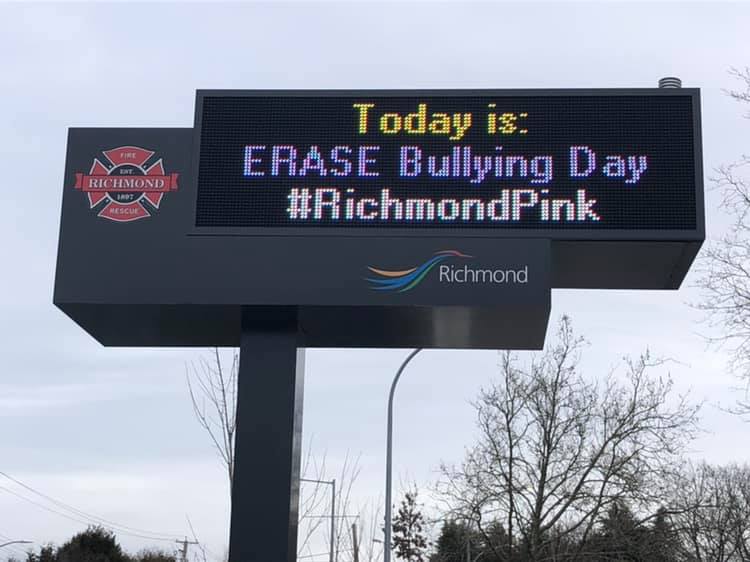 Today is:
ERASE Bullying Day
#RichmondPink
FIRE
EST.
RICHMOND
1897
RESCUE
Richmond